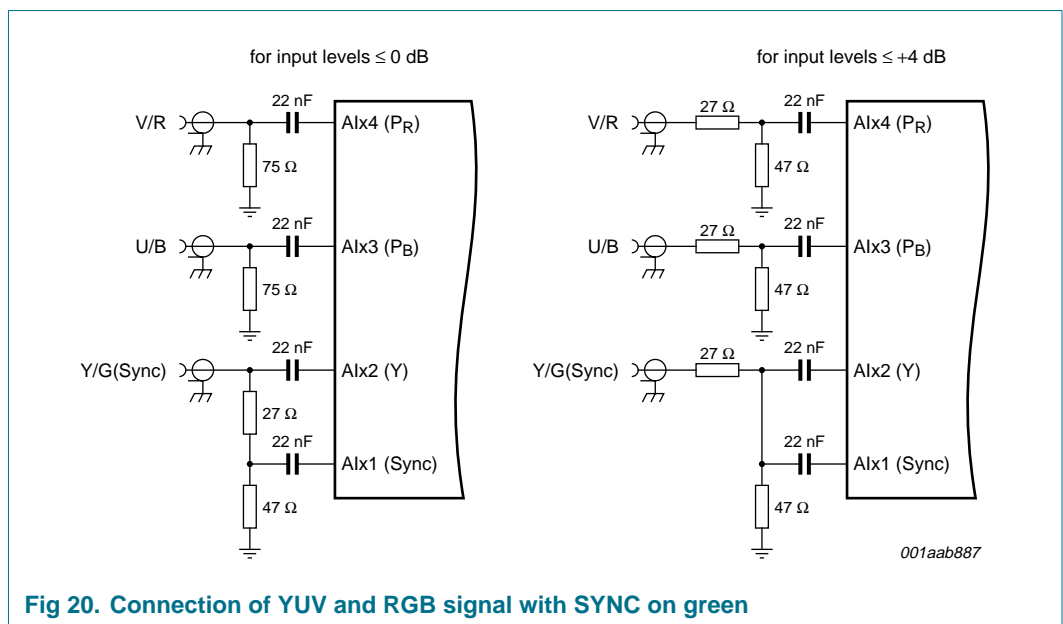 for input levels ≤ 0 dB
22 nF
V/R
AIx4 (PR)
75 Ω
22 nF
U/B
AIx3 (PB)
75 Ω
22 nF
Y/G(Sync)
AIx2 (Y)
27 Ω
22 nF
AIx1 (Sync)
47 Ω
for input levels ≤ +4 dB
27 Ω
22 nF
V/R
AIx4 (PR)
47 Ω
27 Ω
22 nF
U/B
AIx3 (PB)
47 Ω
27 Ω
22 nF
Y/G(Sync)
AIx2 (Y)
22 nF
AIx1 (Sync)
47 Ω
001aab887
Fig 20. Connection of YUV and RGB signal with SYNC on green